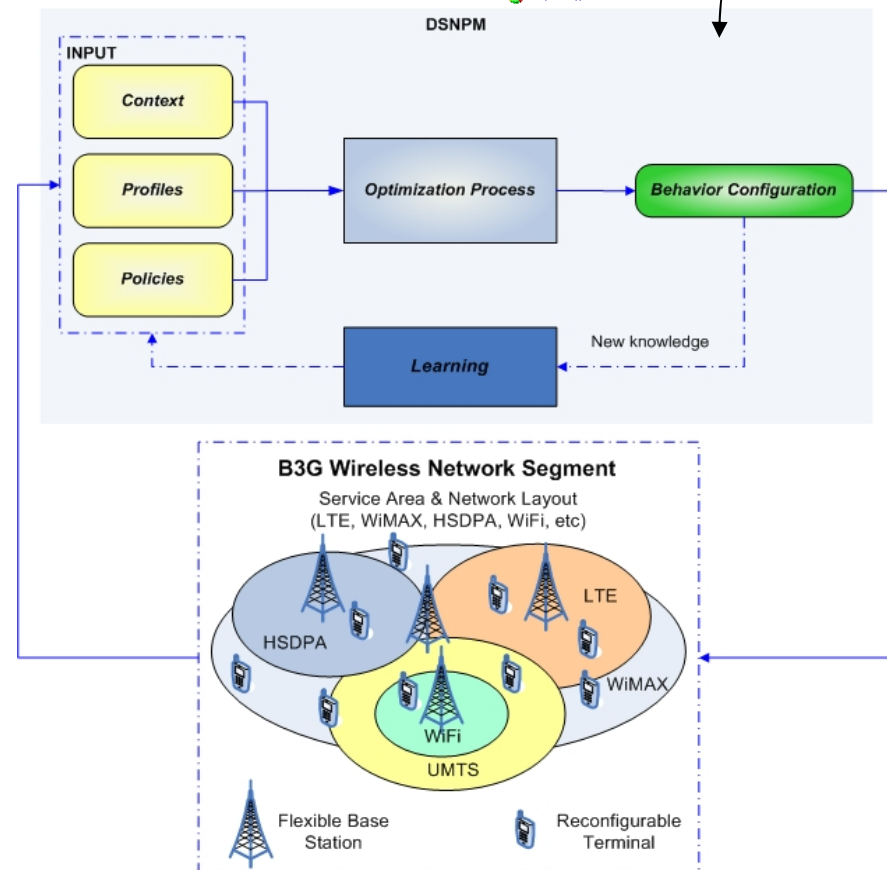 DSNPM
INPUT
Context
Profiles
Policies
Optimization Process
Behavior Configuration
New knowledge
Learning
B3G Wireless Network Segment
Service Area & Network Layout
(LTE, WiMAX, HSDPA, WiFi, etc)
LTE
HSDPA
WiMAX
WiFi
UMTS
Flexible Base
Station
Reconfigurable
Terminal